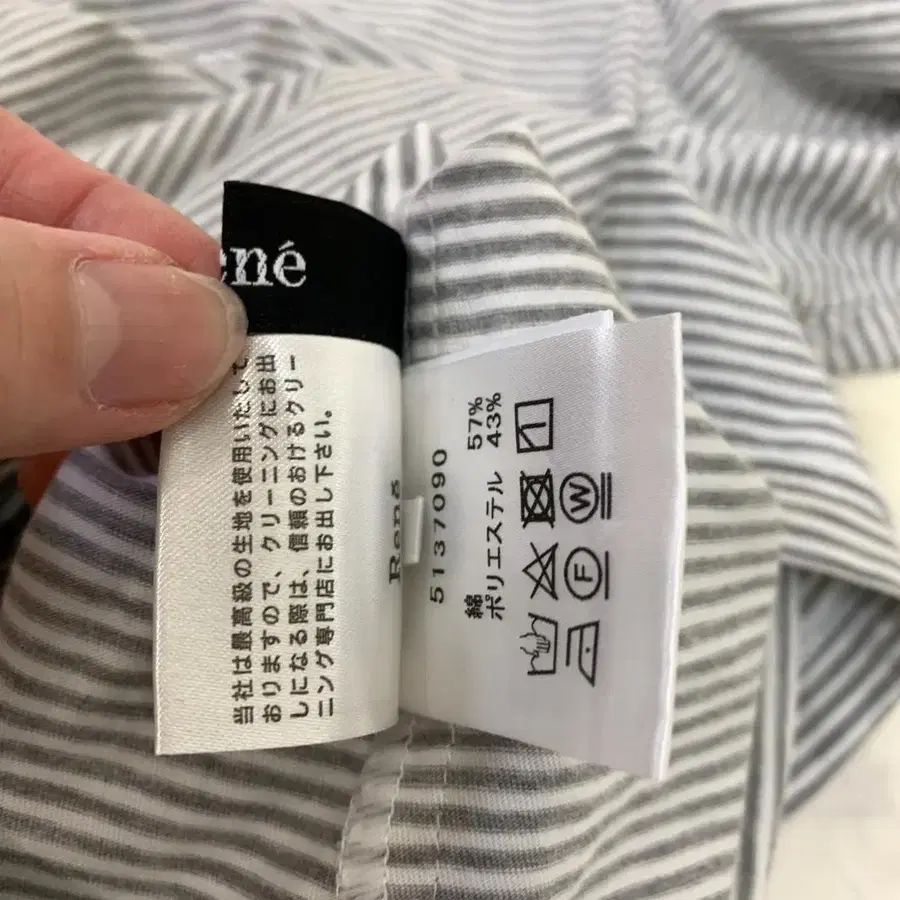 ené
当社は最高級の生地を使用いたして
おりますので、クリーニングにお出
しになる際は、信頼のおけるクリー
ニング専門店にお出し下さい。
René
5137090
綿 57%
ポリエステル 43%
W
F